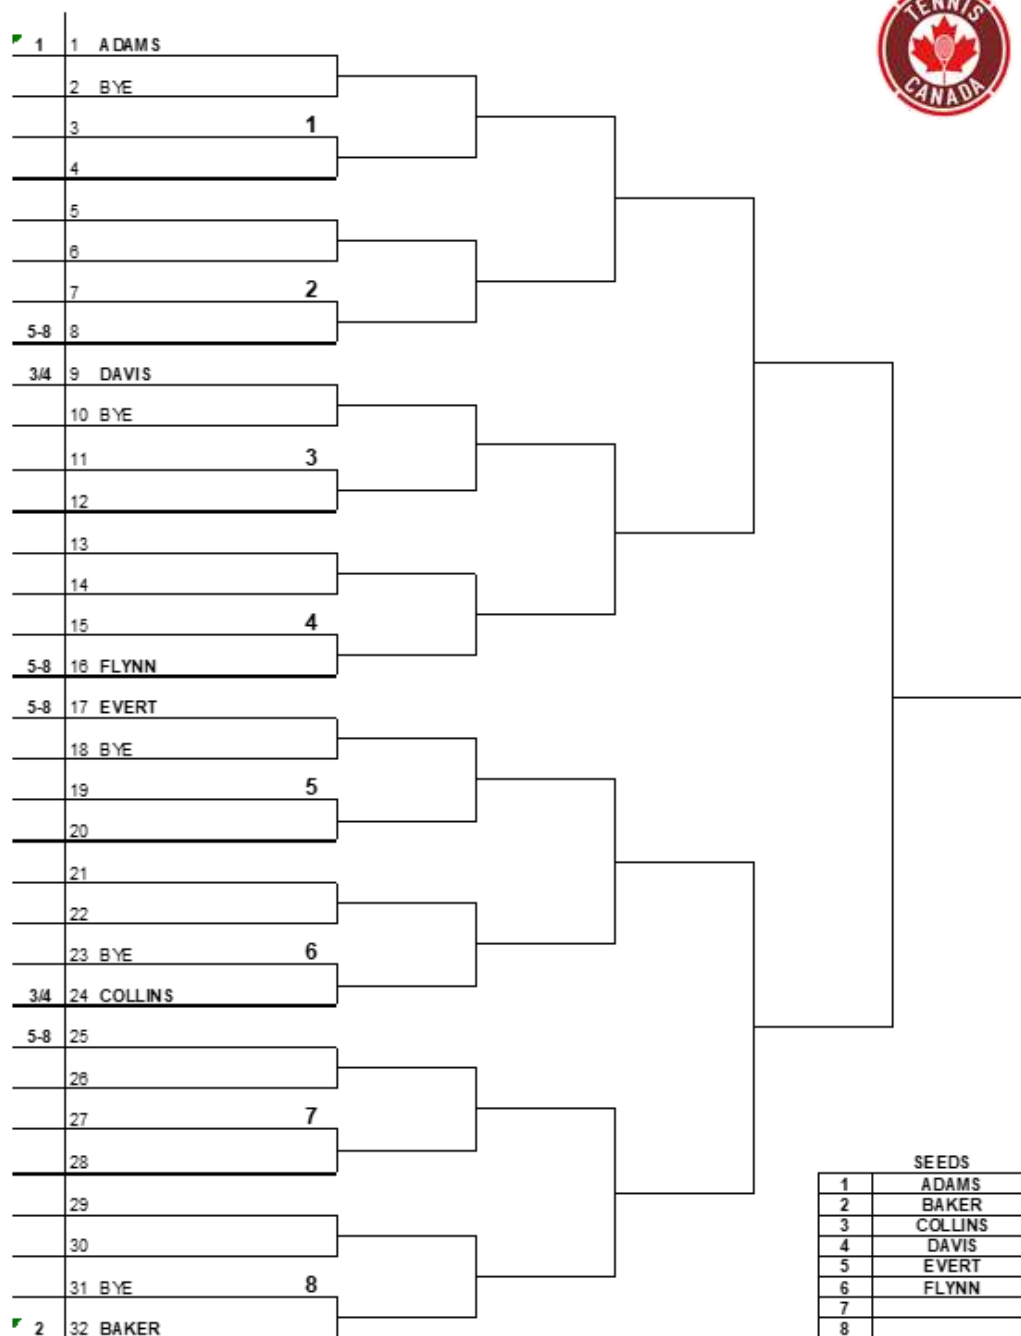 TENNIS
CANADA
1 1 ADAMS
2 BYE
3 1
4
5
6
7 2
5-8 8
3/4 9 DAVIS
10 BYE
11 3
12
13
14
15 4
5-8 16 FLYNN
5-8 17 EVERT
18 BYE
19 5
20
21
22
23 BYE 6
3/4 24 COLLINS
5-8 25
26
27 7
28
29
30
31 BYE 8
2 32 BAKER
SEEDS
1 ADAMS
2 BAKER
3 COLLINS
4 DAVIS
5 EVERT
6 FLYNN
7
8